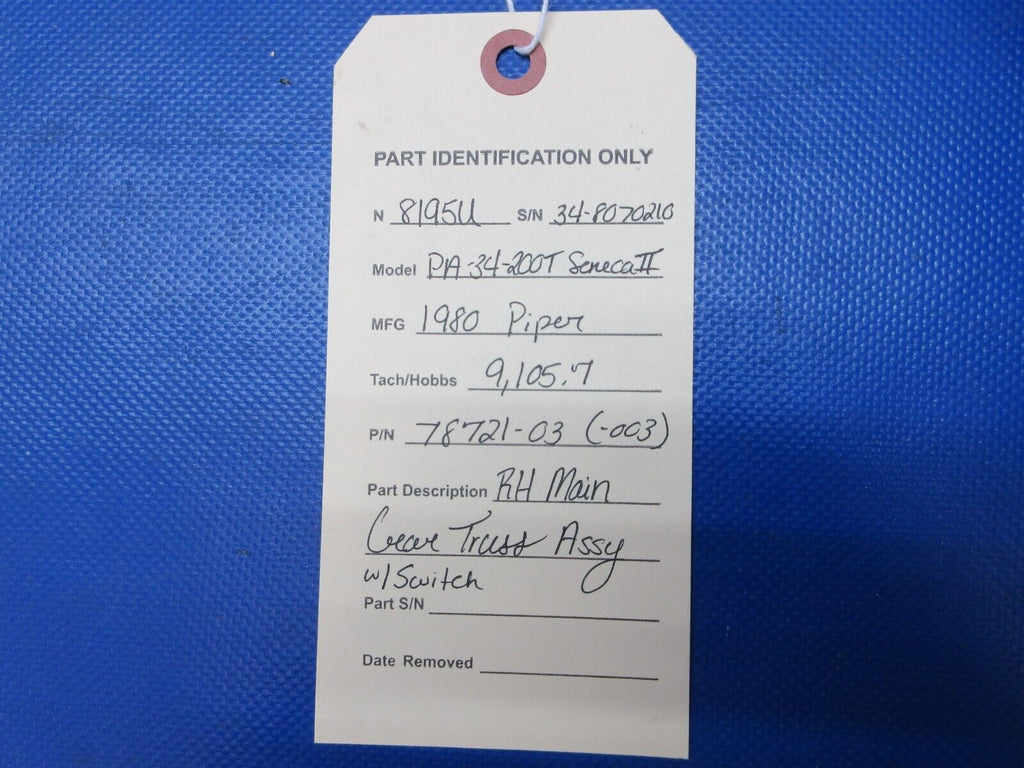 PART IDENTIFICATION ONLY
N 8195U S/N 34-8070210
Model PA-34-200T Seneca II
MFG 1980 Piper
Tach/Hobbs 9,105.7
P/N 78721-03 (-003)
Part Description RH Main
Gear Truss Assy
w/ Switch
Part S/N
Date Removed